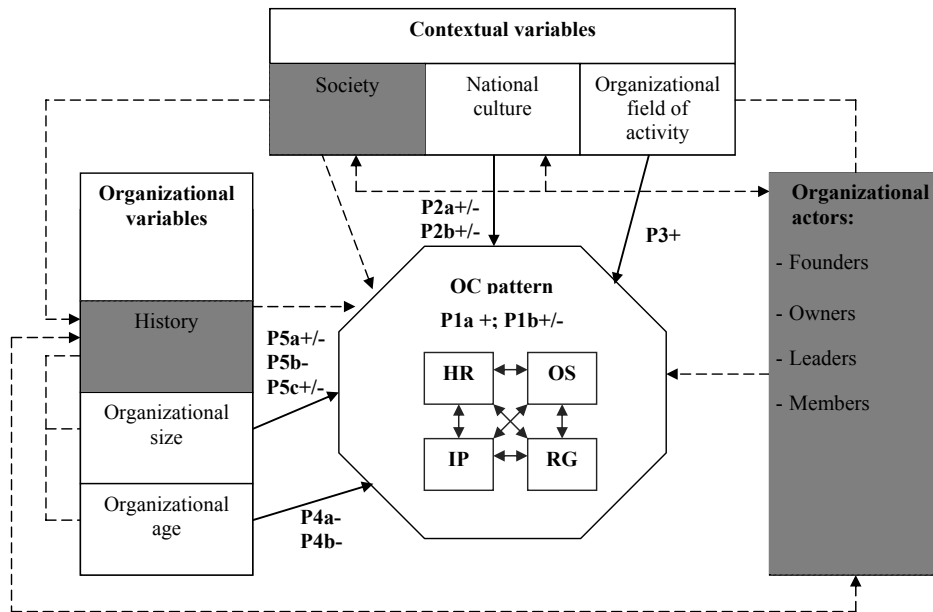 Contextual variables
Society
National
culture
Organizational
field of
activity
Organizational
variables
History
Organizational
size
Organizational
age
P2a+/-
P2b+/-
P3+
OC pattern
P1a +; P1b+/-
HR
OS
IP
RG
P5a+/-
P5b-
P5c+/-
P4a-
P4b-
Organizational
actors:
- Founders
- Owners
- Leaders
- Members